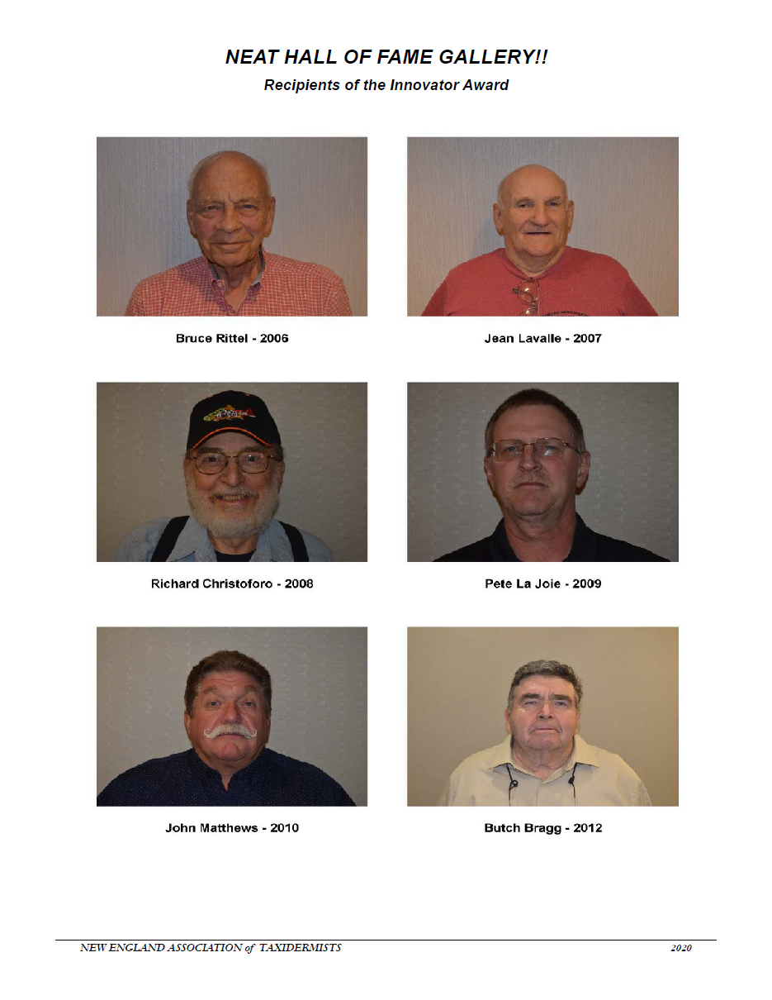 NEAT HALL OF FAME GALLERY!!
Recipients of the Innovator Award
Bruce Rittel - 2006
Jean Lavalle - 2007
Richard Christoforo - 2008
Pete La Joie - 2009
John Matthews - 2010
Butch Bragg - 2012
NEW ENGLAND ASSOCIATION of TAXIDERMISTS
2020